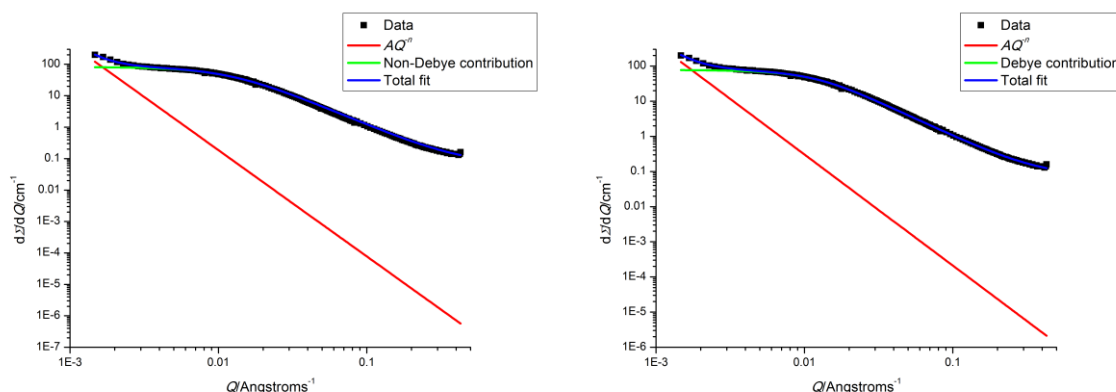 Data
AQ⁻ⁿ
Non-Debye contribution
Total fit
100
10
1
0.1
0.01
1E-3
1E-4
1E-5
1E-6
1E-7
1E-3
0.01
0.1
dΣ/dQ/cm⁻¹
Q/Angstroms⁻¹
Data
AQ⁻ⁿ
Debye contribution
Total fit
100
10
1
0.1
0.01
1E-3
1E-4
1E-5
1E-6
1E-3
0.01
0.1
dΣ/dQ/cm⁻¹
Q/Angstroms⁻¹